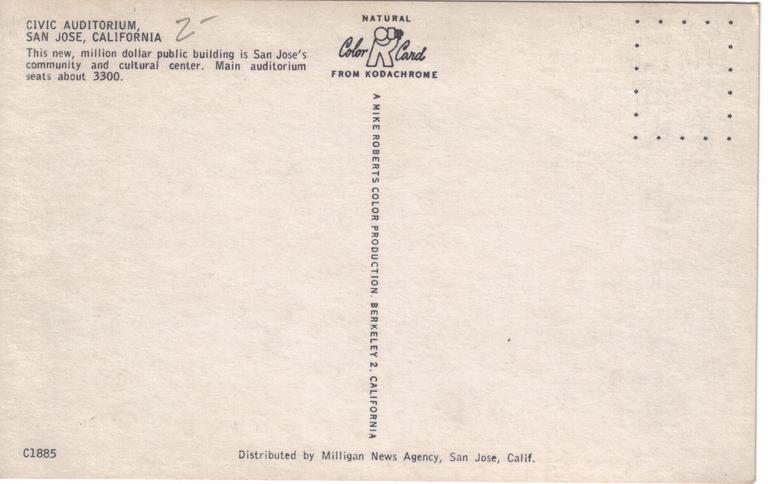 CIVIC AUDITORIUM,
SAN JOSE, CALIFORNIA 2-
This new, million dollar public building is San Jose's
community and cultural center. Main auditorium
seats about 3300.
NATURAL
Color Card
FROM KODACHROME
A MIKE ROBERTS COLOR PRODUCTION. BERKELEY 2, CALIFORNIA
C1885
Distributed by Milligan News Agency, San Jose, Calif.